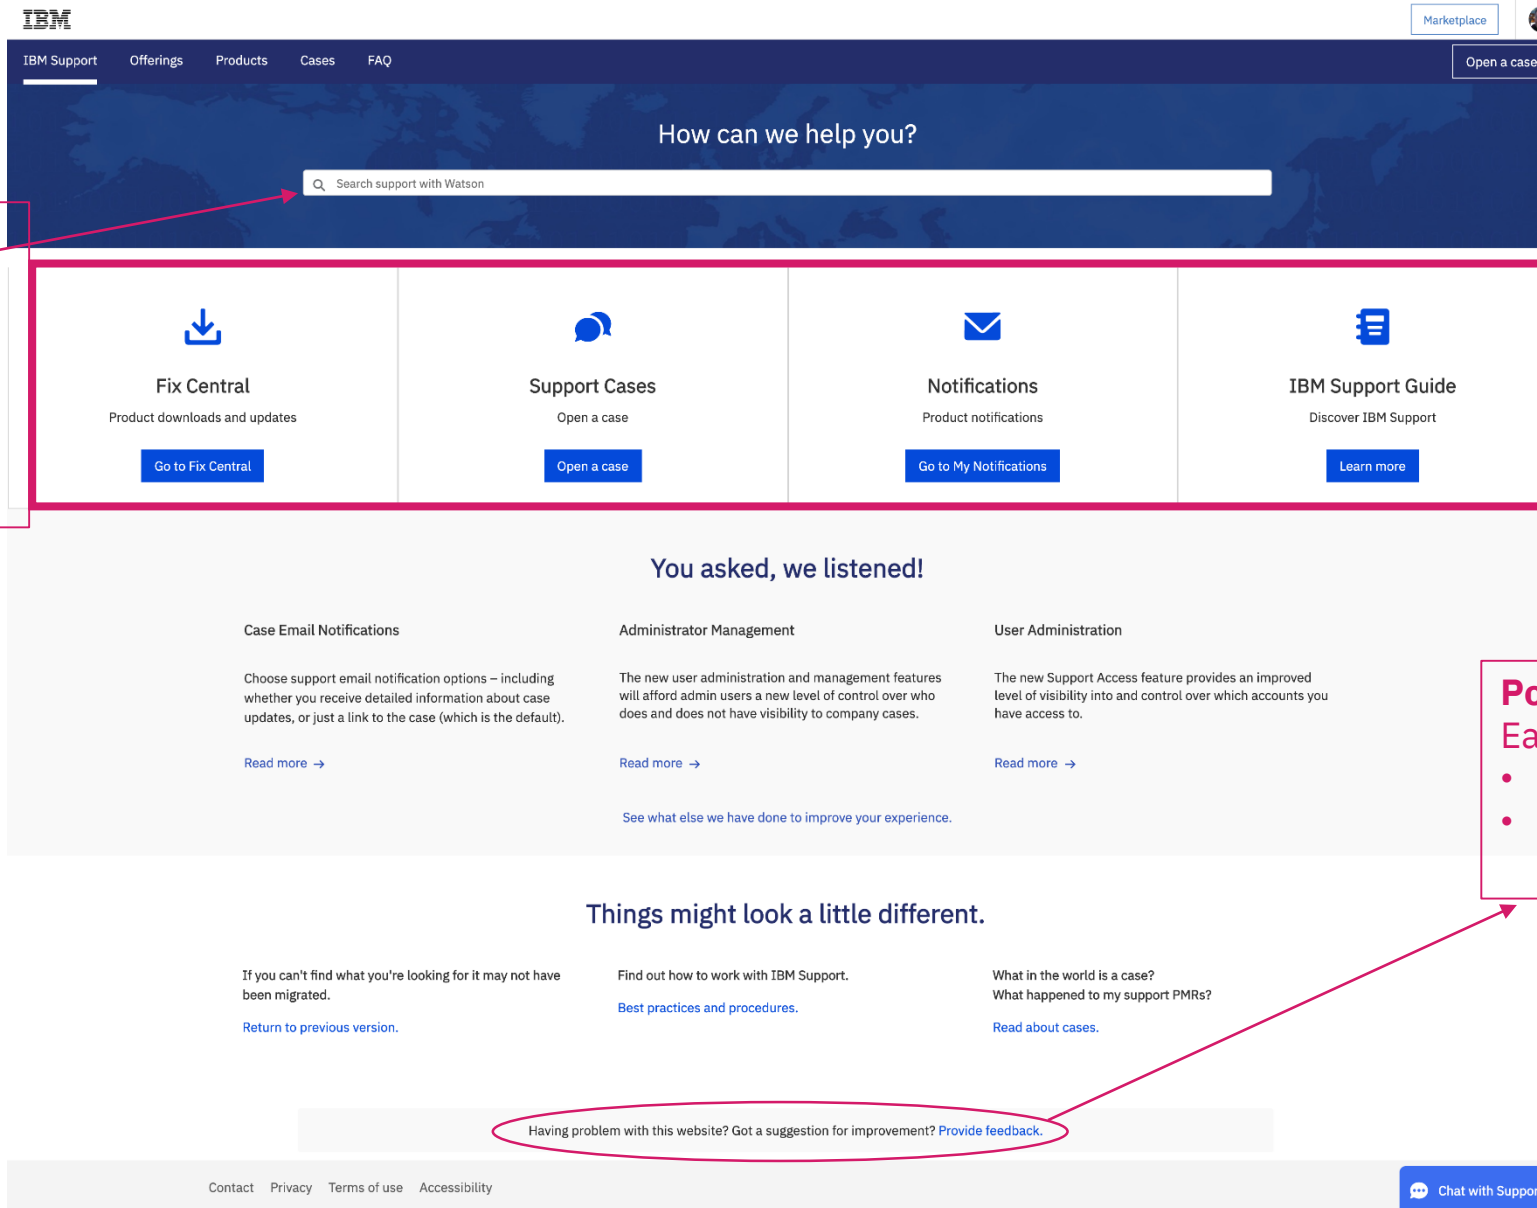 IBM
Marketplace
IBM Support Offerings Products Cases FAQ
Open a case
How can we help you?
Search support with Watson
Fix Central
Product downloads and updates
Go to Fix Central
Support Cases
Open a case
Open a case
Notifications
Product notifications
Go to My Notifications
IBM Support Guide
Discover IBM Support
Learn more
You asked, we listened!
Case Email Notifications
Choose support email notification options – including
whether you receive detailed information about case
updates, or just a link to the case (which is the default).
Read more →
Administrator Management
The new user administration and management features
will afford admin users a new level of control over who
does and does not have visibility to company cases.
Read more →
User Administration
The new Support Access feature provides an improved
level of visibility into and control over which accounts you
have access to.
Read more →
See what else we have done to improve your experience.
Po
Ea
Things might look a little different.
If you can't find what you're looking for it may not have
been migrated.
Return to previous version.
Find out how to work with IBM Support.
Best practices and procedures.
What in the world is a case?
What happened to my support PMRs?
Read about cases.
Having problem with this website? Got a suggestion for improvement? Provide feedback.
Contact Privacy Terms of use Accessibility
Chat with Suppor